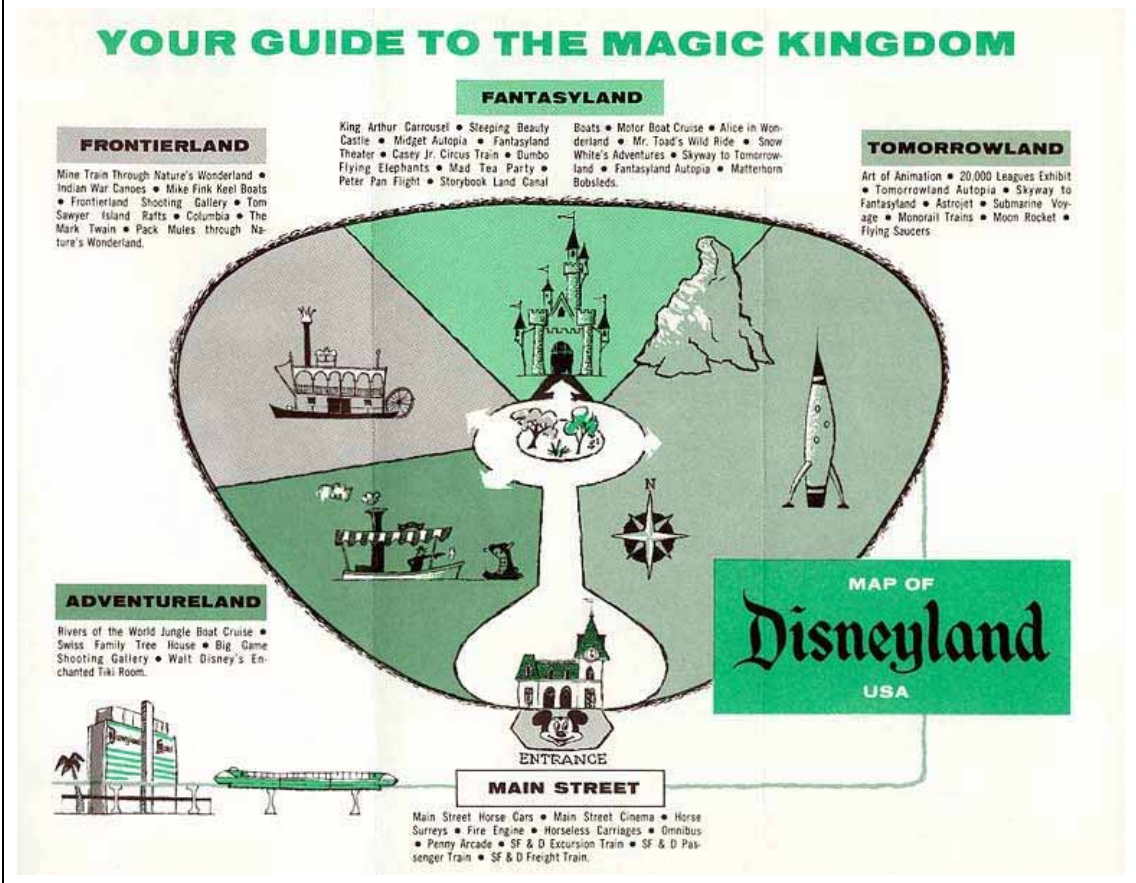 YOUR GUIDE TO THE MAGIC KINGDOM
FANTASYLAND
King Arthur Carrousel • Sleeping Beauty
Castle • Midget Autopia • Fantasyland
Theater • Casey Jr. Circus Train • Dumbo
Flying Elephants • Mad Tea Party •
Peter Pan Flight • Storybook Land Canal
Boats • Motor Boat Cruise • Alice in Won-
derland • Mr. Toad's Wild Ride • Snow
White's Adventures • Skyway to Tomorrow-
land • Fantasyland Autopia • Matterhorn
Bobsleds.
FRONTIERLAND
Mine Train Through Nature's Wonderland •
Indian War Canoes • Mike Fink Keel Boats
• Frontierland Shooting Gallery • Tom
Sawyer Island Rafts • Columbia • The
Mark Twain • Pack Mules through Na-
ture's Wonderland.
TOMORROWLAND
Art of Animation • 20,000 Leagues Exhibit
• Tomorrowland Autopia • Skyway to
Fantasyland • Astrojet • Submarine Voy-
age • Monorail Trains • Moon Rocket •
Flying Saucers
N
ADVENTURELAND
Rivers of the World Jungle Boat Cruise •
Swiss Family Tree House • Big Game
Shooting Gallery • Walt Disney's En-
chanted Tiki Room.
MAP OF
Disneyland
USA
Disneyland Hotel
ENTRANCE
MAIN STREET
Main Street Horse Cars • Main Street Cinema • Horse
Surreys • Fire Engine • Horseless Carriages • Omnibus
• Penny Arcade • SF & D Excursion Train • SF & D Pas-
senger Train • SF & D Freight Train.